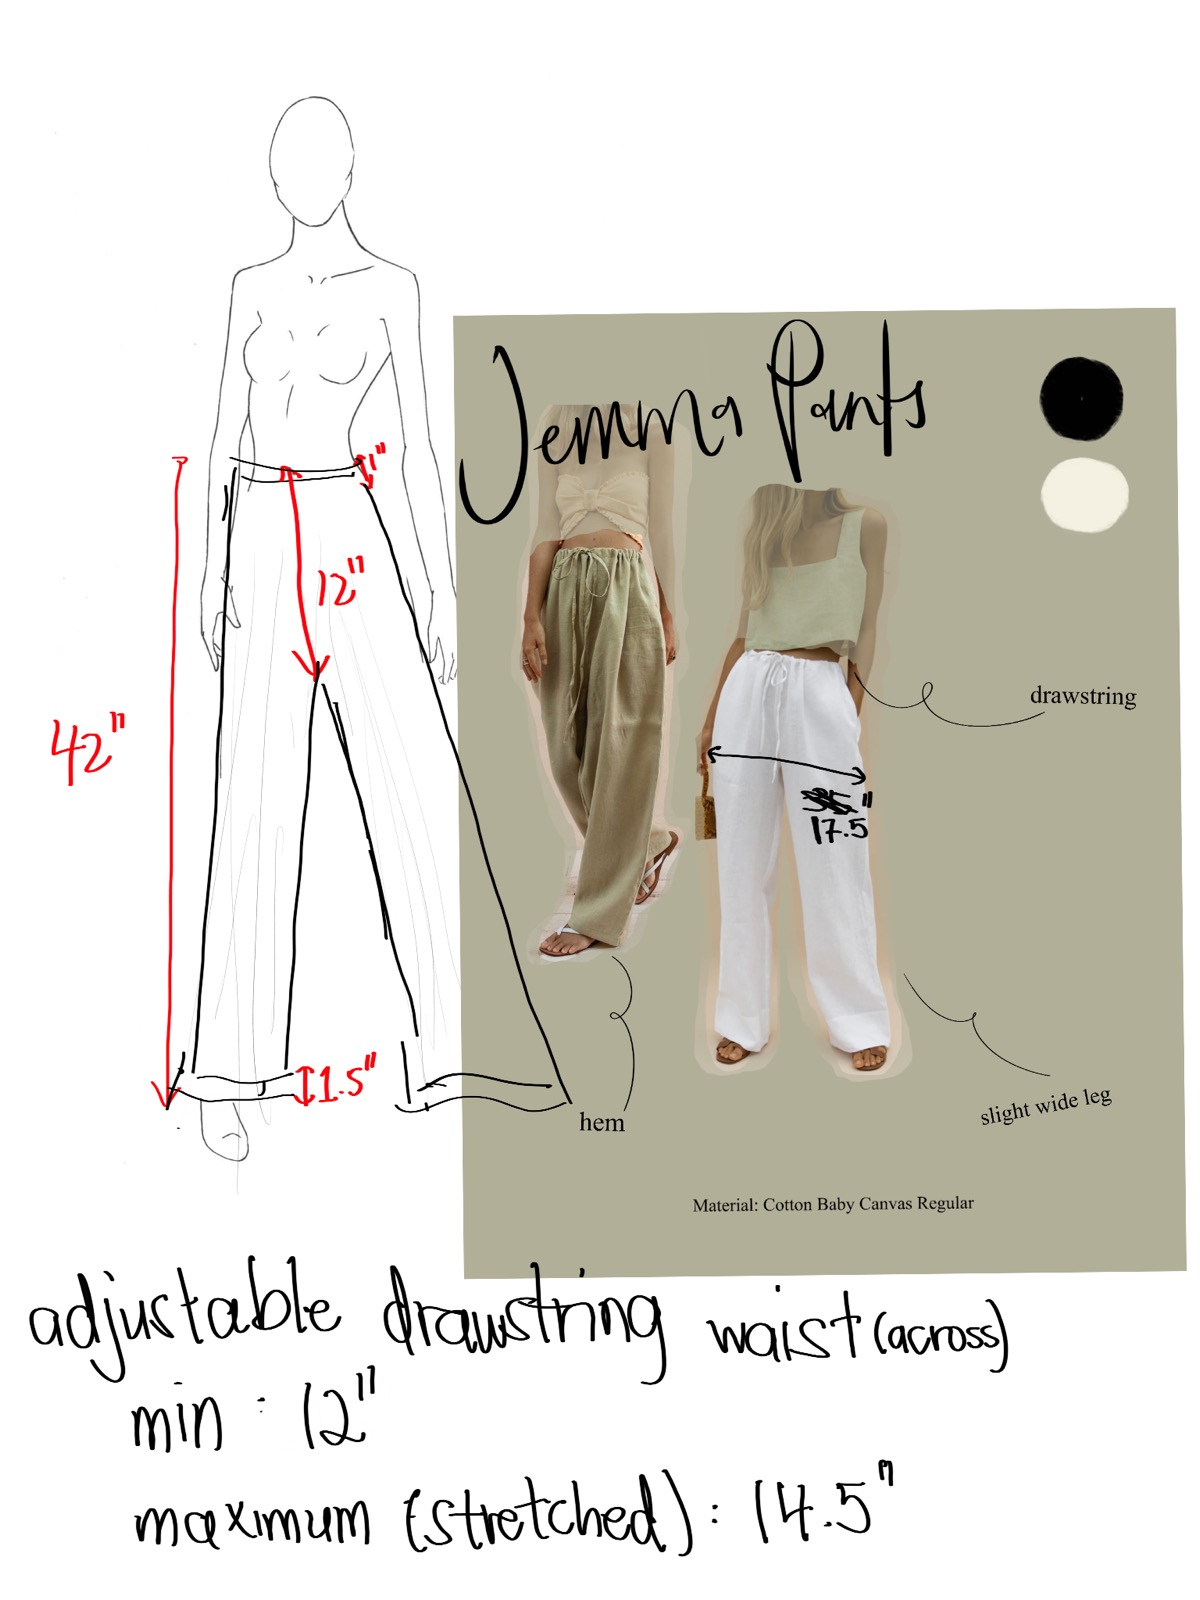 Jemma Pants
1"
12"
42"
drawstring
"
17.5
1.5"
hem
slight wide leg
Material: Cotton Baby Canvas Regular
adjustable drawstring waist (across)
min : 12"
maximum (stretched) : 14.5"